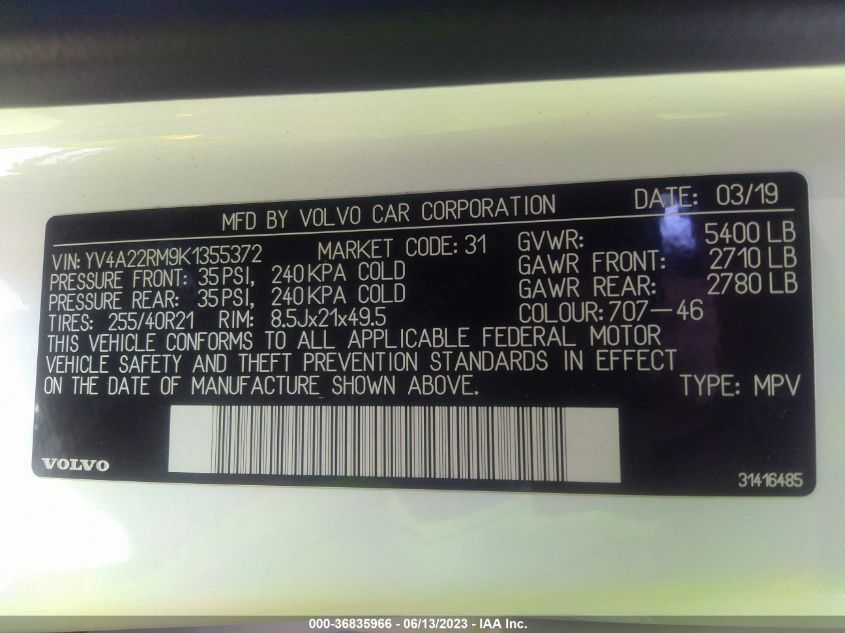 MFD BY VOLVO CAR CORPORATION DATE: 03/19
VIN: YV4A22RM9K1355372 MARKET CODE: 31 GVWR: 5400 LB
PRESSURE FRONT: 35 PSI, 240 KPA COLD GAWR FRONT: 2710 LB
PRESSURE REAR: 35 PSI, 240 KPA COLD GAWR REAR: 2780 LB
TIRES: 255/40R21 RIM: 8.5Jx21x49.5 COLOUR: 707-46
THIS VEHICLE CONFORMS TO ALL APPLICABLE FEDERAL MOTOR
VEHICLE SAFETY AND THEFT PREVENTION STANDARDS IN EFFECT
ON THE DATE OF MANUFACTURE SHOWN ABOVE. TYPE: MPV
VOLVO 31416485
000-36835966 - 06/13/2023 - IAA Inc.